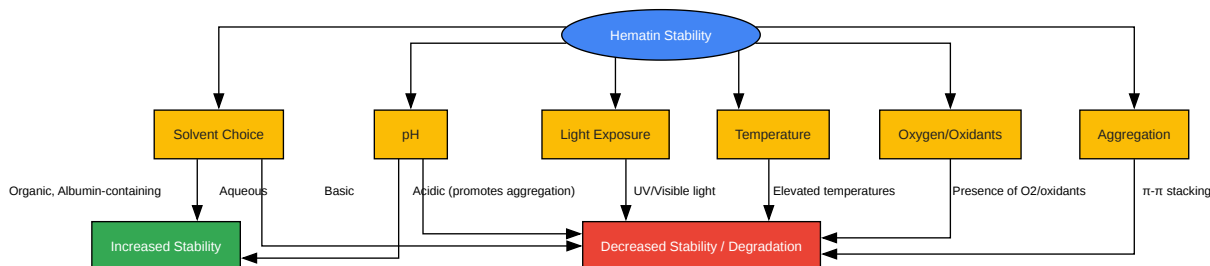 Hematin Stability
Solvent Choice
pH
Light Exposure
Temperature
Oxygen/Oxidants
Aggregation
Organic, Albumin-containing
Aqueous
Basic
Acidic (promotes aggregation)
UV/Visible light
Elevated temperatures
Presence of O2/oxidants
π-π stacking
Increased Stability
Decreased Stability / Degradation